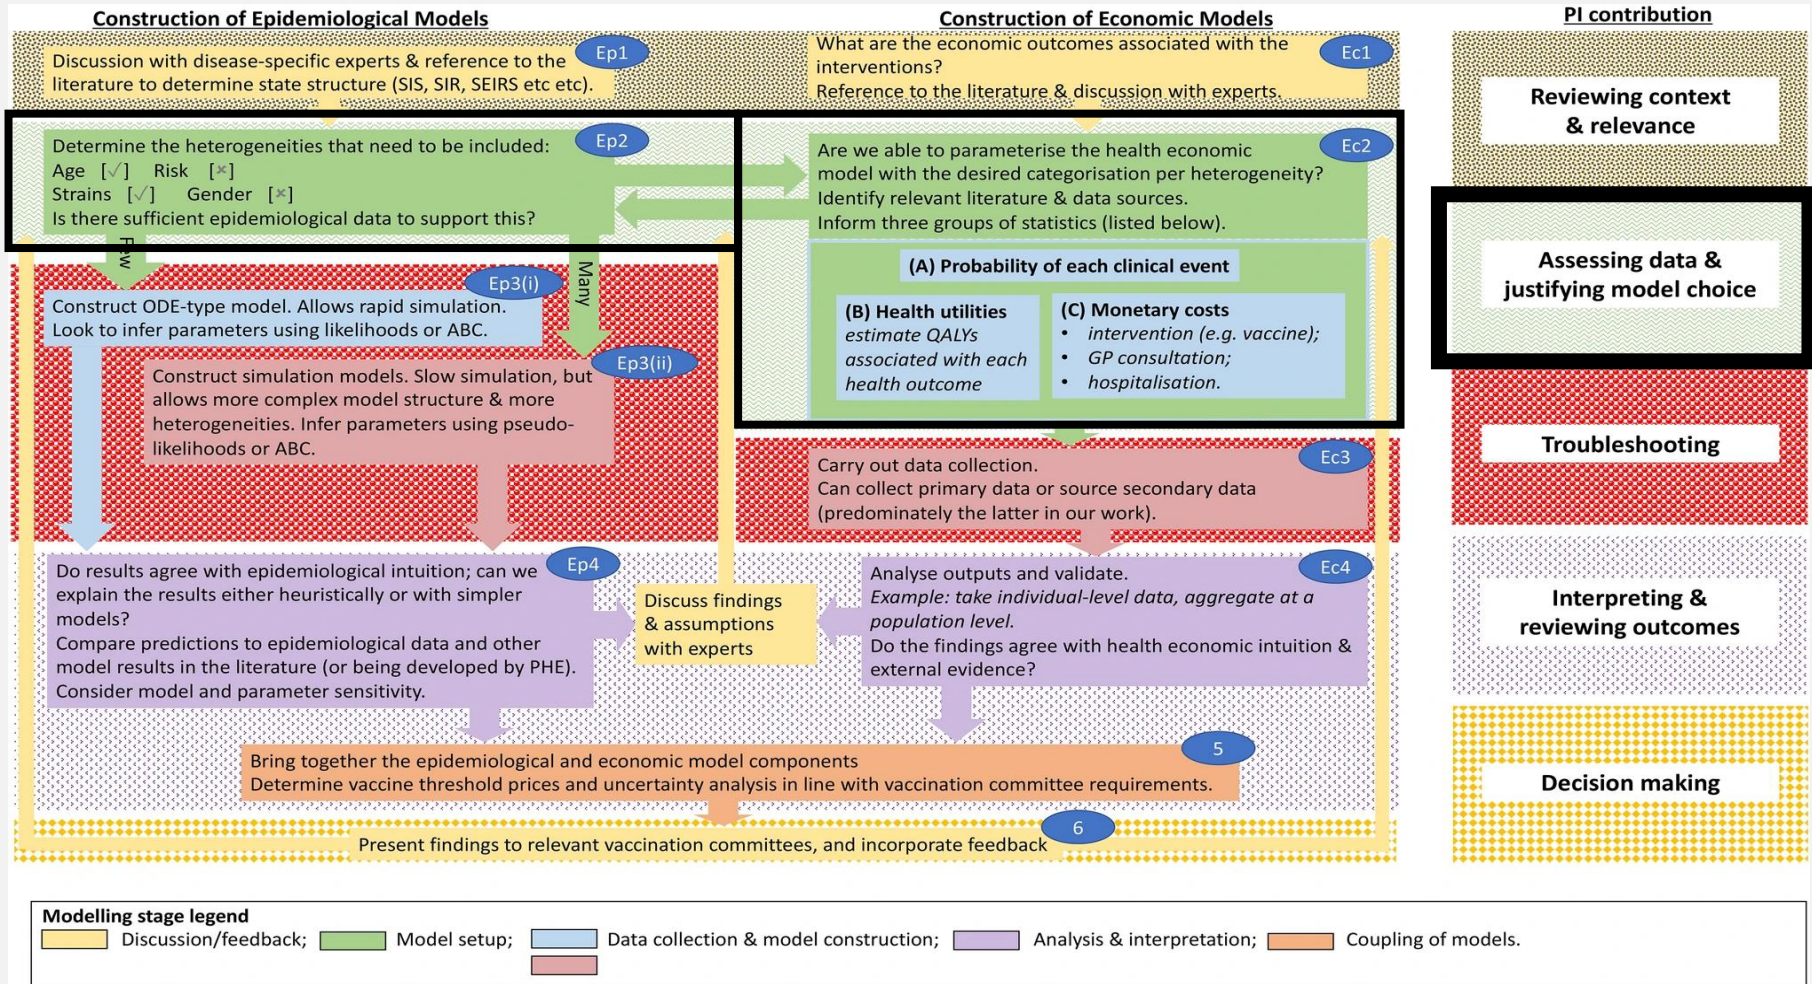 Construction of Epidemiological Models
Construction of Economic Models
PI contribution
Discussion with disease-specific experts & reference to the
literature to determine state structure (SIS, SIR, SEIRS etc etc).
Ep1
What are the economic outcomes associated with the
interventions?
Reference to the literature & discussion with experts.
Ec1
Reviewing context
& relevance
Determine the heterogeneities that need to be included:
Age [✓] Risk [×]
Strains [✓] Gender [×]
Is there sufficient epidemiological data to support this?
Ep2
Are we able to parameterise the health economic
model with the desired categorisation per heterogeneity?
Identify relevant literature & data sources.
Inform three groups of statistics (listed below).
Ec2
(A) Probability of each clinical event
(B) Health utilities
estimate QALYs
associated with each
health outcome
(C) Monetary costs
• intervention (e.g. vaccine);
• GP consultation;
• hospitalisation.
Assessing data &
justifying model choice
Few
Many
Ep3(i)
Construct ODE-type model. Allows rapid simulation.
Look to infer parameters using likelihoods or ABC.
Ep3(ii)
Construct simulation models. Slow simulation, but
allows more complex model structure & more
heterogeneities. Infer parameters using pseudo-
likelihoods or ABC.
Ec3
Carry out data collection.
Can collect primary data or source secondary data
(predominately the latter in our work).
Troubleshooting
Ep4
Do results agree with epidemiological intuition; can we
explain the results either heuristically or with simpler
models?
Compare predictions to epidemiological data and other
model results in the literature (or being developed by PHE).
Consider model and parameter sensitivity.
Discuss findings
& assumptions
with experts
Ec4
Analyse outputs and validate.
Example: take individual-level data, aggregate at a
population level.
Do the findings agree with health economic intuition &
external evidence?
Interpreting &
reviewing outcomes
5
Bring together the epidemiological and economic model components
Determine vaccine threshold prices and uncertainty analysis in line with vaccination committee requirements.
6
Present findings to relevant vaccination committees, and incorporate feedback
Decision making
Modelling stage legend
Discussion/feedback; Model setup; Data collection & model construction; Analysis & interpretation; Coupling of models.